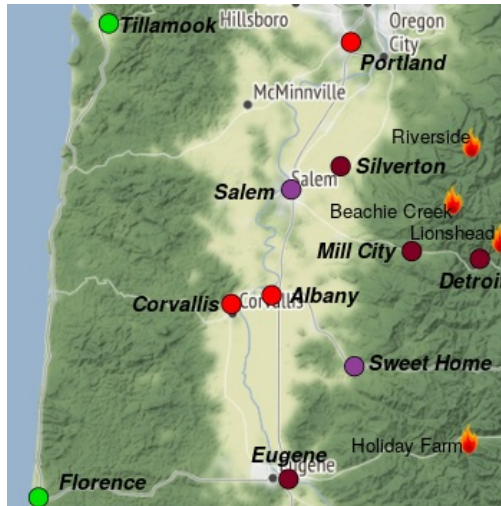 Hillsboro
Oregon
City
Tillamook
Portland
McMinnville
Riverside
Silverton
Salem
Salem
Beachie Creek
Lionshead
Mill City
Detroi
Corvallis
Corvallis
Albany
Sweet Home
Holiday Farm
Eugene
Eugene
Florence